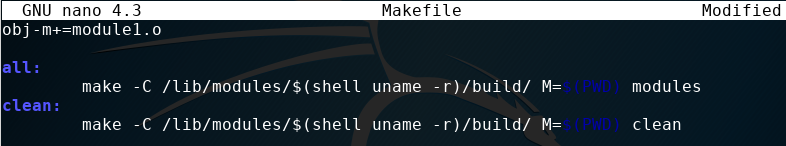 GNU nano 4.3 Makefile Modified
obj-m+=module1.o
all:
make -C /lib/modules/$(shell uname -r)/build/ M=$(PWD) modules
clean:
make -C /lib/modules/$(shell uname -r)/build/ M=$(PWD) clean